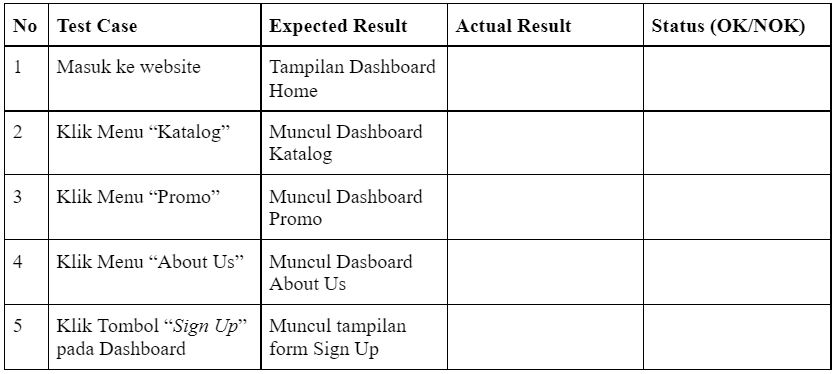 No Test Case Expected Result Actual Result Status (OK/NOK)
1 Masuk ke website Tampilan Dashboard
Home
2 Klik Menu “Katalog” Muncul Dashboard
Katalog
3 Klik Menu “Promo” Muncul Dashboard
Promo
4 Klik Menu “About Us” Muncul Dasboard
About Us
5 Klik Tombol “Sign Up” Muncul tampilan
pada Dashboard form Sign Up